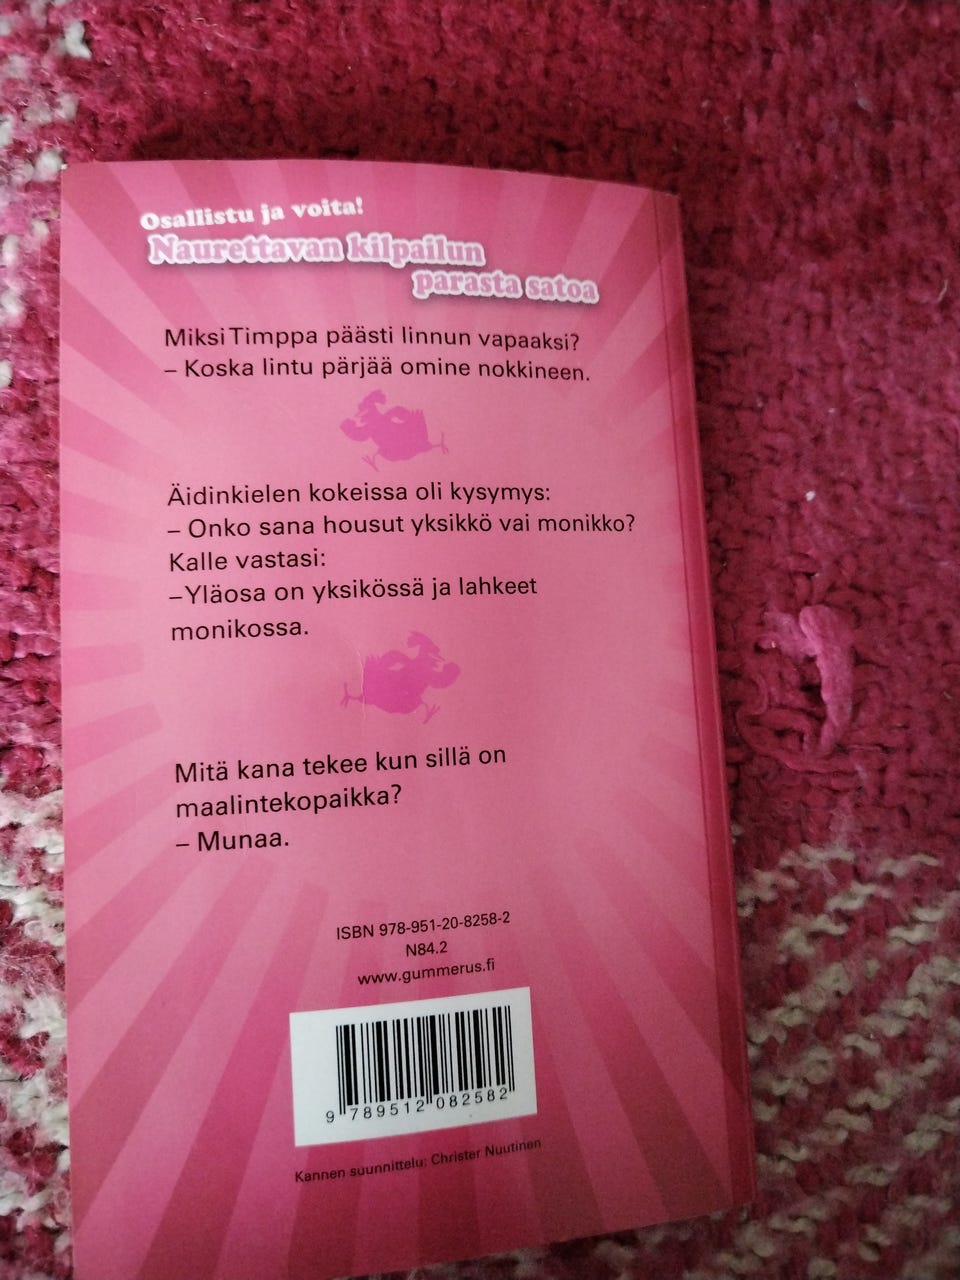 Osallistu ja voita!
Naurettavan kilpailun
parasta satoa
Miksi Timppa päästi linnun vapaaksi?
– Koska lintu pärjää omine nokkineen.
Äidinkielen kokeissa oli kysymys:
– Onko sana housut yksikkö vai monikko?
Kalle vastasi:
– Yläosa on yksikössä ja lahkeet
monikossa.
Mitä kana tekee kun sillä on
maalintekopaikka?
– Munaa.
ISBN 978-951-20-8258-2
N84.2
www.gummerus.fi
9 789512 082582
Kannen suunnittelu: Christer Nuutinen